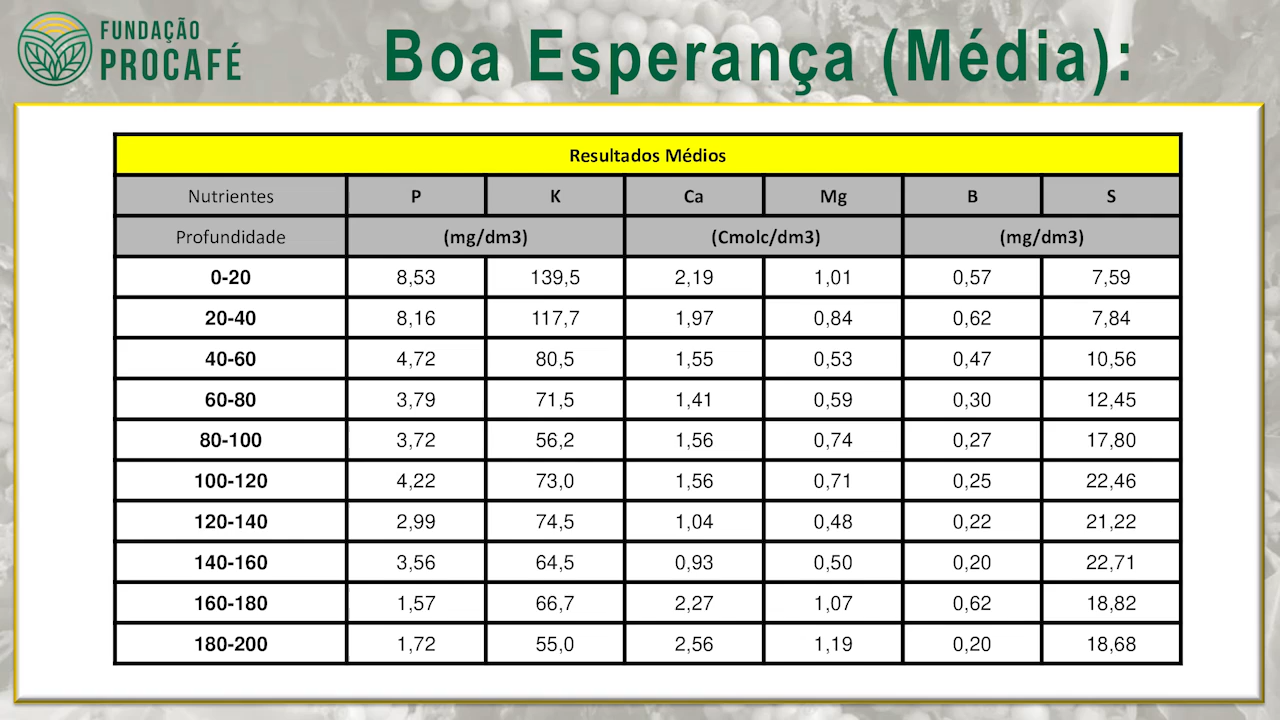 FUNDAÇÃO
PROCAFÉ
Boa Esperança (Média):
Resultados Médios
Nutrientes P K Ca Mg B S
Profundidade (mg/dm3) (Cmolc/dm3) (mg/dm3)
0-20 8,53 139,5 2,19 1,01 0,57 7,59
20-40 8,16 117,7 1,97 0,84 0,62 7,84
40-60 4,72 80,5 1,55 0,53 0,47 10,56
60-80 3,79 71,5 1,41 0,59 0,30 12,45
80-100 3,72 56,2 1,56 0,74 0,27 17,80
100-120 4,22 73,0 1,56 0,71 0,25 22,46
120-140 2,99 74,5 1,04 0,48 0,22 21,22
140-160 3,56 64,5 0,93 0,50 0,20 22,71
160-180 1,57 66,7 2,27 1,07 0,62 18,82
180-200 1,72 55,0 2,56 1,19 0,20 18,68